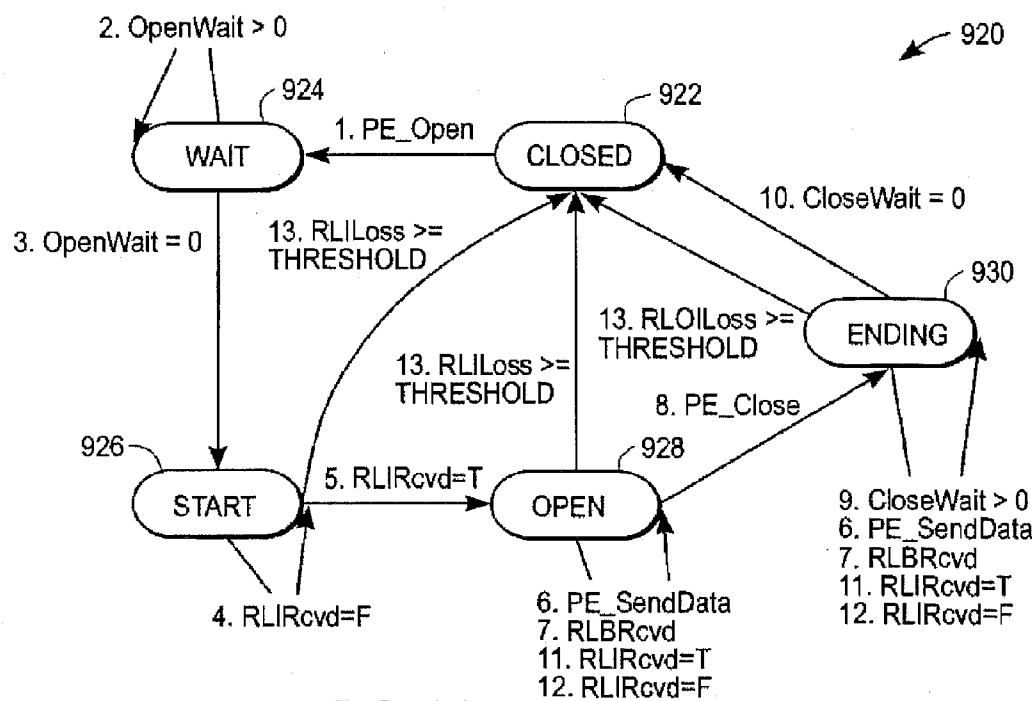 2. OpenWait > 0
920
924
922
1. PE_Open
WAIT
CLOSED
10. CloseWait = 0
3. OpenWait = 0
13. RLILoss >=
THRESHOLD
930
13. RLOILoss >=
THRESHOLD
ENDING
13. RLILoss >=
THRESHOLD
8. PE_Close
926
928
5. RLIRcvd=T
START
OPEN
9. CloseWait > 0
6. PE_SendData
7. RLBRcvd
11. RLIRcvd=T
12. RLIRcvd=F
4. RLIRcvd=F
6. PE_SendData
7. RLBRcvd
11. RLIRcvd=T
12. RLIRcvd=F